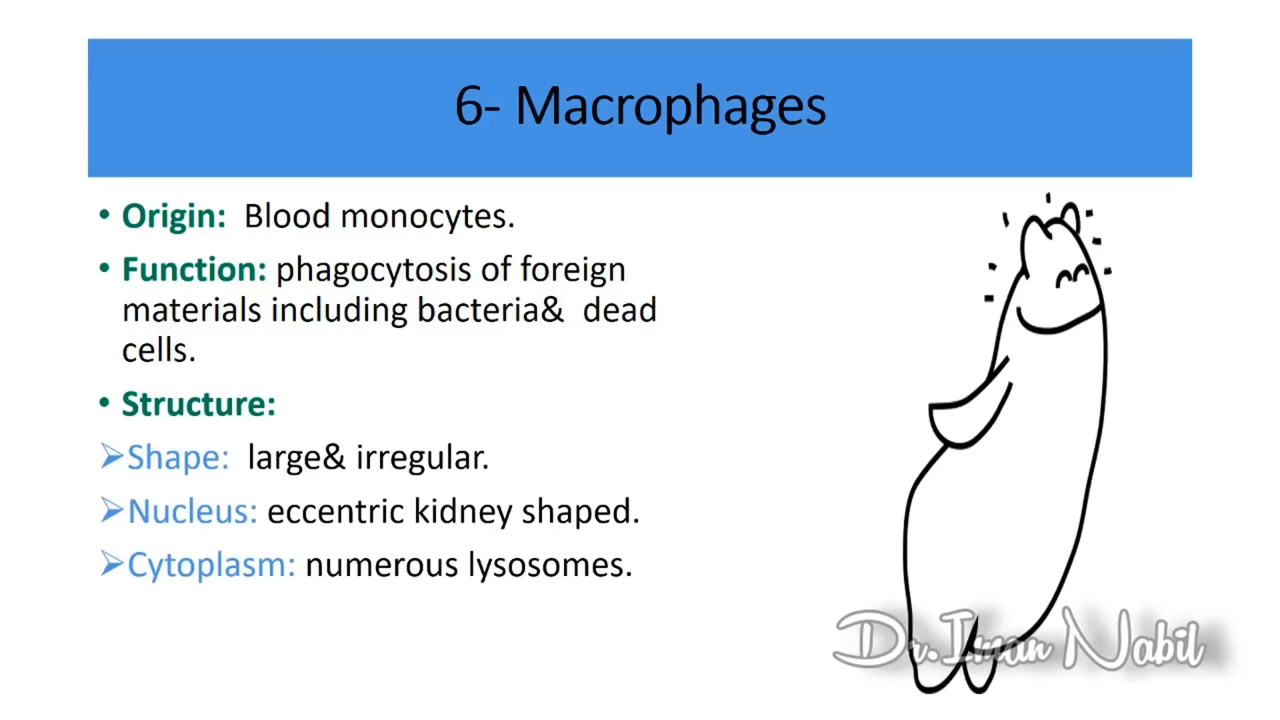 6- Macrophages
• Origin: Blood monocytes.
• Function: phagocytosis of foreign
materials including bacteria& dead
cells.
• Structure:
➢Shape: large& irregular.
➢Nucleus: eccentric kidney shaped.
➢Cytoplasm: numerous lysosomes.
Dr.Iman Nabil